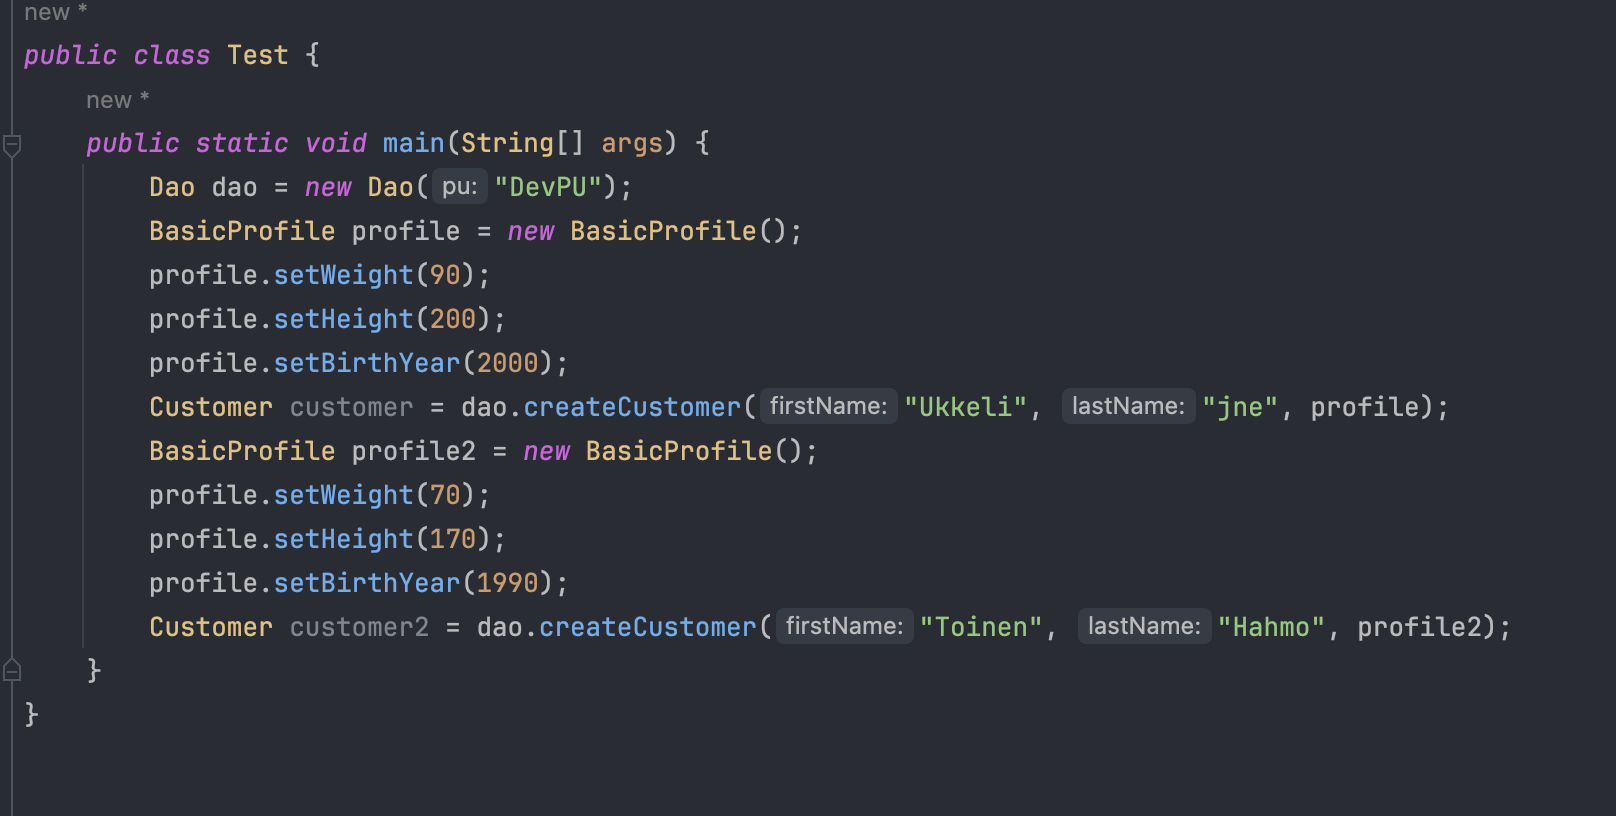 new *
public class Test {
new *
public static void main(String[] args) {
Dao dao = new Dao( pu: "DevPU");
BasicProfile profile = new BasicProfile();
profile.setWeight(90);
profile.setHeight(200);
profile.setBirthYear(2000);
Customer customer = dao.createCustomer( firstName: "Ukkeli", lastName: "jne", profile);
BasicProfile profile2 = new BasicProfile();
profile.setWeight(70);
profile.setHeight(170);
profile.setBirthYear(1990);
Customer customer2 = dao.createCustomer( firstName: "Toinen", lastName: "Hahmo", profile2);
}
}